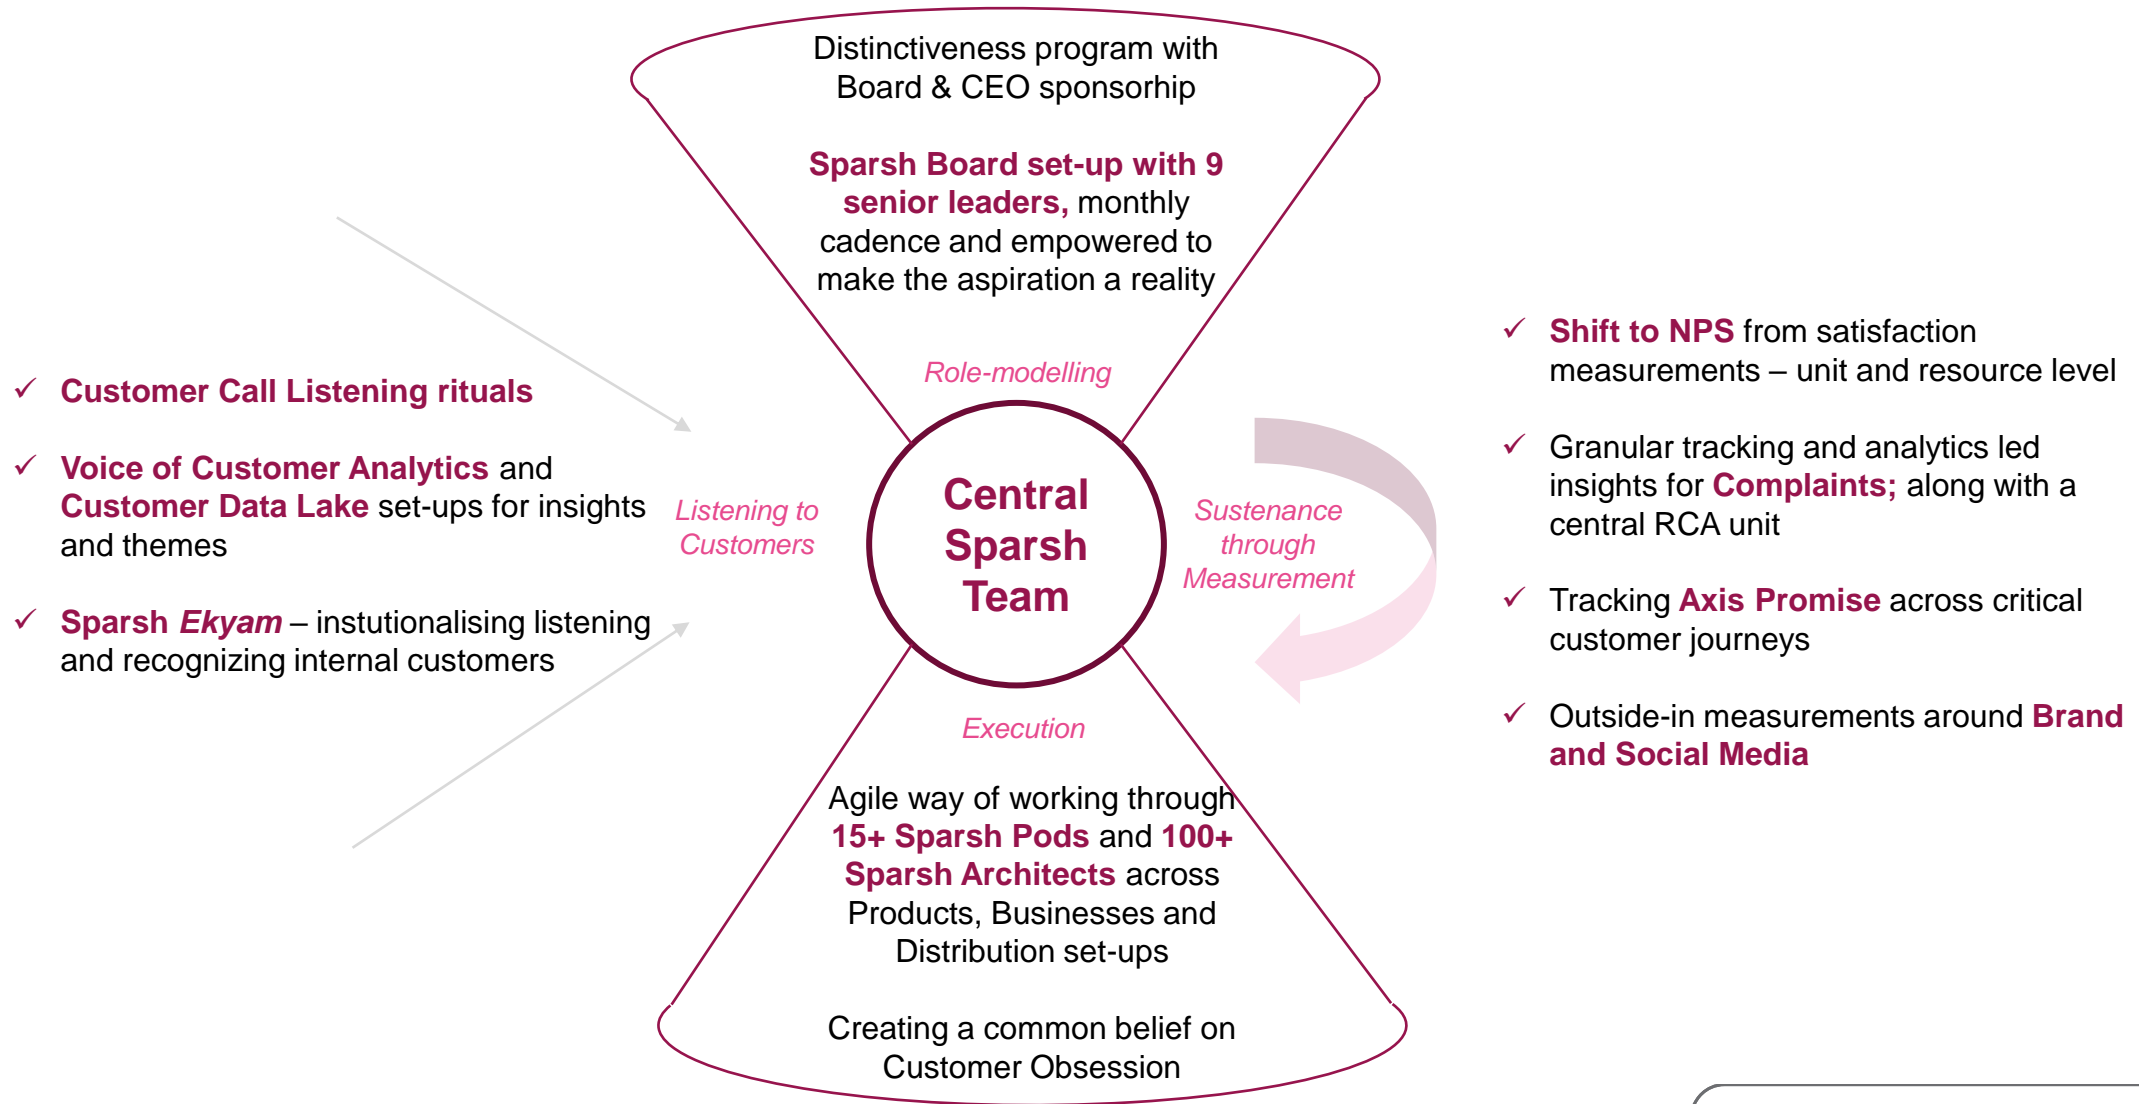 Distinctiveness program with
Board & CEO sponsorhip
Sparsh Board set-up with 9
senior leaders, monthly
cadence and empowered to
make the aspiration a reality
Role-modelling
✓ Customer Call Listening rituals
✓ Voice of Customer Analytics and
Customer Data Lake set-ups for insights
and themes
✓ Sparsh Ekyam – instutionalising listening
and recognizing internal customers
Listening to
Customers
Central
Sparsh
Team
Sustenance
through
Measurement
✓ Shift to NPS from satisfaction
measurements – unit and resource level
✓ Granular tracking and analytics led
insights for Complaints; along with a
central RCA unit
✓ Tracking Axis Promise across critical
customer journeys
✓ Outside-in measurements around Brand
and Social Media
Execution
Agile way of working through
15+ Sparsh Pods and 100+
Sparsh Architects across
Products, Businesses and
Distribution set-ups
Creating a common belief on
Customer Obsession